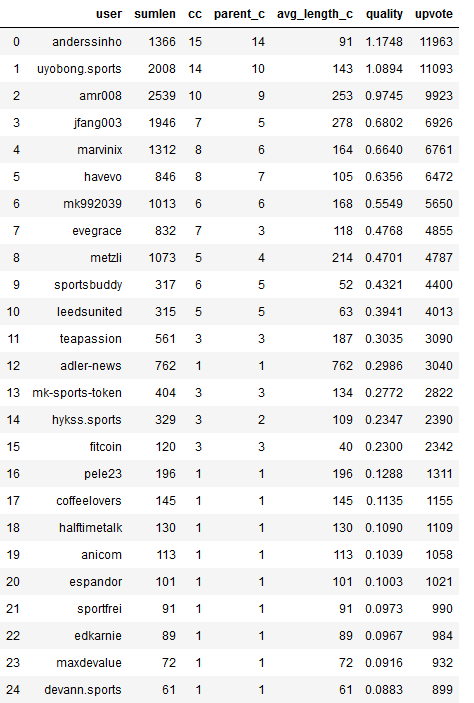 user sumlen cc parent_c avg_length_c quality upvote
0 anderssinho 1366 15 14 91 1.1748 11963
1 uyobong.sports 2008 14 10 143 1.0894 11093
2 amr008 2539 10 9 253 0.9745 9923
3 jfang003 1946 7 5 278 0.6802 6926
4 marvinix 1312 8 6 164 0.6640 6761
5 havevo 846 8 7 105 0.6356 6472
6 mk992039 1013 6 6 168 0.5549 5650
7 evegrace 832 7 3 118 0.4768 4855
8 metzli 1073 5 4 214 0.4701 4787
9 sportsbuddy 317 6 5 52 0.4321 4400
10 leedsunited 315 5 5 63 0.3941 4013
11 teapassion 561 3 3 187 0.3035 3090
12 adler-news 762 1 1 762 0.2986 3040
13 mk-sports-token 404 3 3 134 0.2772 2822
14 hykss.sports 329 3 2 109 0.2347 2390
15 fitcoin 120 3 3 40 0.2300 2342
16 pele23 196 1 1 196 0.1288 1311
17 coffeelovers 145 1 1 145 0.1135 1155
18 halftimetalk 130 1 1 130 0.1090 1109
19 anicom 113 1 1 113 0.1039 1058
20 espandor 101 1 1 101 0.1003 1021
21 sportfrei 91 1 1 91 0.0973 990
22 edkarnie 89 1 1 89 0.0967 984
23 maxdevalue 72 1 1 72 0.0916 932
24 devann.sports 61 1 1 61 0.0883 899